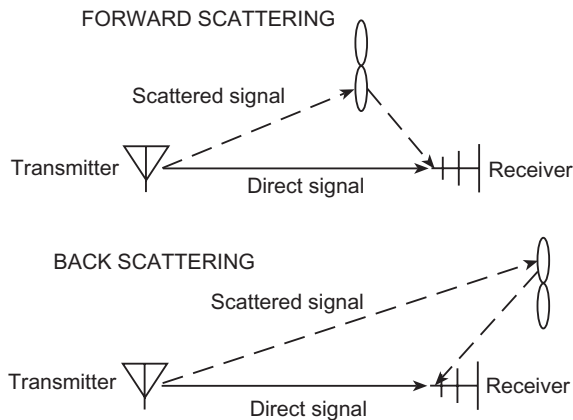 FORWARD SCATTERING
Scattered signal
Transmitter
Receiver
Direct signal
BACK SCATTERING
Scattered signal
Transmitter
Receiver
Direct signal